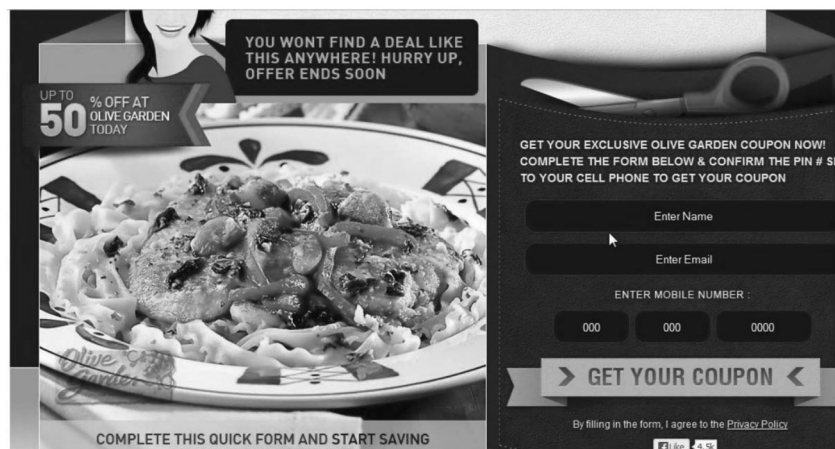 YOU WONT FIND A DEAL LIKE
THIS ANYWHERE! HURRY UP,
OFFER ENDS SOON
UP TO
50 % OFF AT
OLIVE GARDEN
TODAY
Olive
Garden
COMPLETE THIS QUICK FORM AND START SAVING
GET YOUR EXCLUSIVE OLIVE GARDEN COUPON NOW!
COMPLETE THE FORM BELOW & CONFIRM THE PIN #
TO YOUR CELL PHONE TO GET YOUR COUPON
Enter Name
Enter Email
ENTER MOBILE NUMBER :
000 000 0000
GET YOUR COUPON
By filling in the form, I agree to the Privacy Policy
Like 4.5k